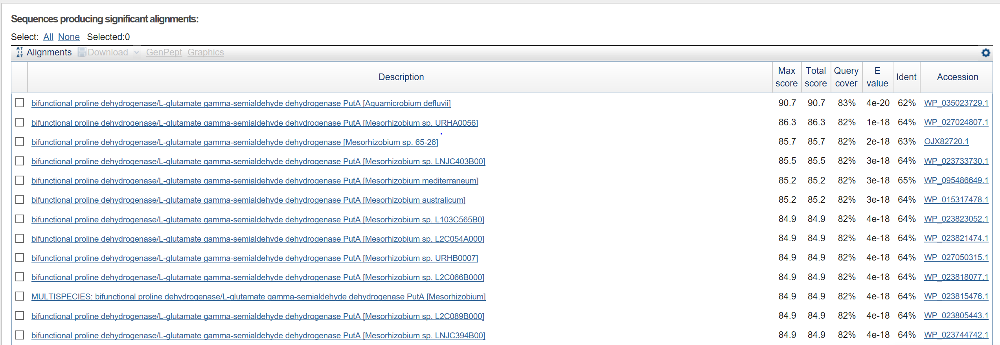 Sequences producing significant alignments:
Select: All None Selected:0
AT AT Alignments Download GenPept Graphics
Description Max score Total score Query cover E value Ident Accession
bifunctional proline dehydrogenase/L-glutamate gamma-semialdehyde dehydrogenase PutA [Aquamicrobium defluvii] 90.7 90.7 83% 4e-20 62% WP_035023729.1
bifunctional proline dehydrogenase/L-glutamate gamma-semialdehyde dehydrogenase PutA [Mesorhizobium sp. URHA0056] 86.3 86.3 82% 1e-18 64% WP_027024807.1
bifunctional proline dehydrogenase/L-glutamate gamma-semialdehyde dehydrogenase [Mesorhizobium sp. 65-26] 85.7 85.7 82% 2e-18 63% OJX82720.1
bifunctional proline dehydrogenase/L-glutamate gamma-semialdehyde dehydrogenase PutA [Mesorhizobium sp. LNJC403B00] 85.5 85.5 82% 3e-18 64% WP_023733730.1
bifunctional proline dehydrogenase/L-glutamate gamma-semialdehyde dehydrogenase PutA [Mesorhizobium mediterraneum] 85.2 85.2 82% 3e-18 65% WP_095486649.1
bifunctional proline dehydrogenase/L-glutamate gamma-semialdehyde dehydrogenase PutA [Mesorhizobium australicum] 85.2 85.2 82% 3e-18 64% WP_015317478.1
bifunctional proline dehydrogenase/L-glutamate gamma-semialdehyde dehydrogenase PutA [Mesorhizobium sp. L103C565B0] 84.9 84.9 82% 4e-18 64% WP_023823052.1
bifunctional proline dehydrogenase/L-glutamate gamma-semialdehyde dehydrogenase PutA [Mesorhizobium sp. L2C054A000] 84.9 84.9 82% 4e-18 64% WP_023821474.1
bifunctional proline dehydrogenase/L-glutamate gamma-semialdehyde dehydrogenase PutA [Mesorhizobium sp. URHB0007] 84.9 84.9 82% 4e-18 64% WP_027050315.1
bifunctional proline dehydrogenase/L-glutamate gamma-semialdehyde dehydrogenase PutA [Mesorhizobium sp. L2C066B000] 84.9 84.9 82% 4e-18 64% WP_023818077.1
MULTISPECIES: bifunctional proline dehydrogenase/L-glutamate gamma-semialdehyde dehydrogenase PutA [Mesorhizobium] 84.9 84.9 82% 4e-18 64% WP_023815476.1
bifunctional proline dehydrogenase/L-glutamate gamma-semialdehyde dehydrogenase PutA [Mesorhizobium sp. L2C089B000] 84.9 84.9 82% 4e-18 64% WP_023805443.1
bifunctional proline dehydrogenase/L-glutamate gamma-semialdehyde dehydrogenase PutA [Mesorhizobium sp. LNJC394B00] 84.9 84.9 82% 4e-18 64% WP_023744742.1